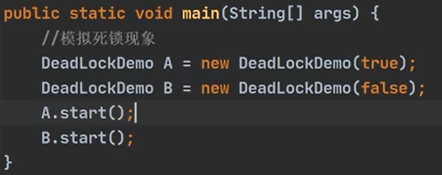 public static void main(String[] args) {
    //模拟死锁现象
    DeadLockDemo A = new DeadLockDemo(true);
    DeadLockDemo B = new DeadLockDemo(false);
    A.start();
    B.start();
}